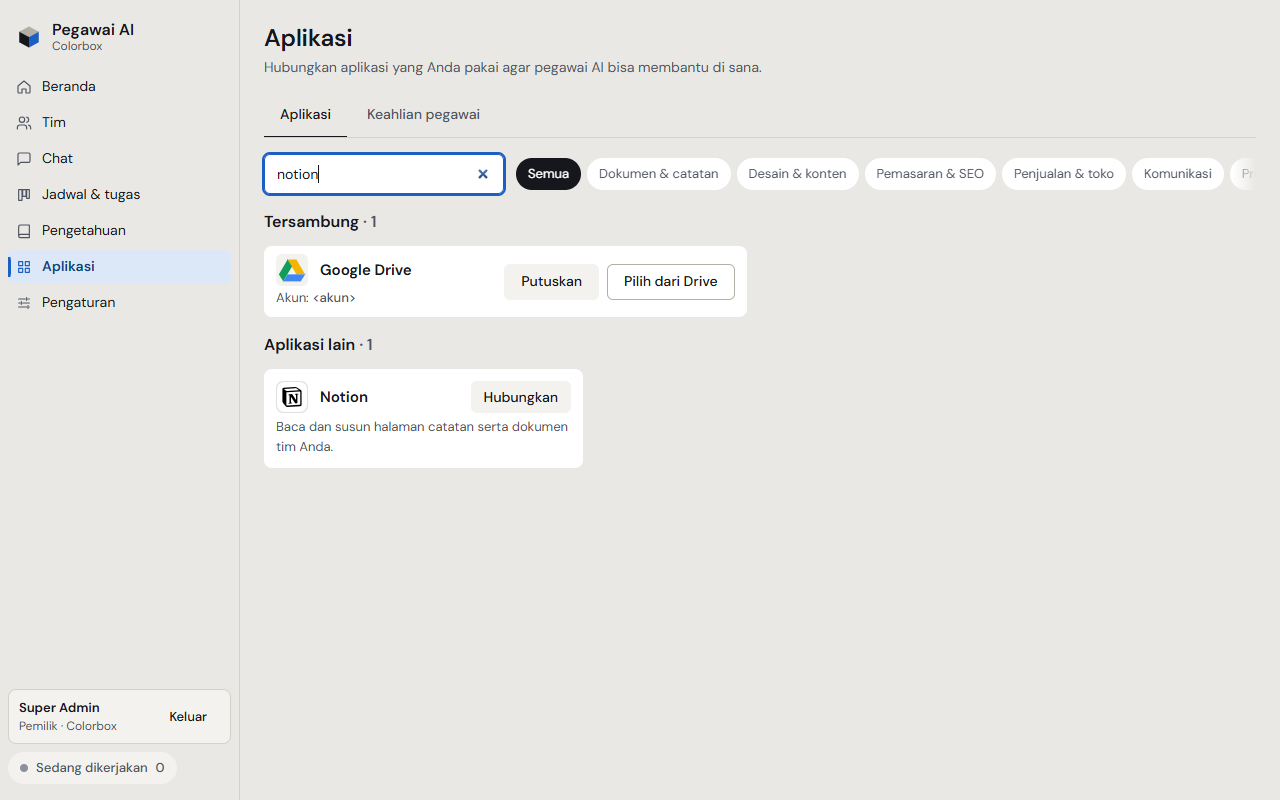 Pegawai AI
Colorbox
Beranda
Tim
Chat
Jadwal & tugas
Pengetahuan
Aplikasi
Pengaturan
Super Admin
Pemilik · Colorbox
Keluar
Sedang dikerjakan 0
Aplikasi
Hubungkan aplikasi yang Anda pakai agar pegawai AI bisa membantu di sana.
Aplikasi Keahlian pegawai
notion Semua Dokumen & catatan Desain & konten Pemasaran & SEO Penjualan & toko Komunikasi
Tersambung · 1
Google Drive
Akun: <akun>
Putuskan Pilih dari Drive
Aplikasi lain · 1
Notion Hubungkan
Baca dan susun halaman catatan serta dokumen
tim Anda.